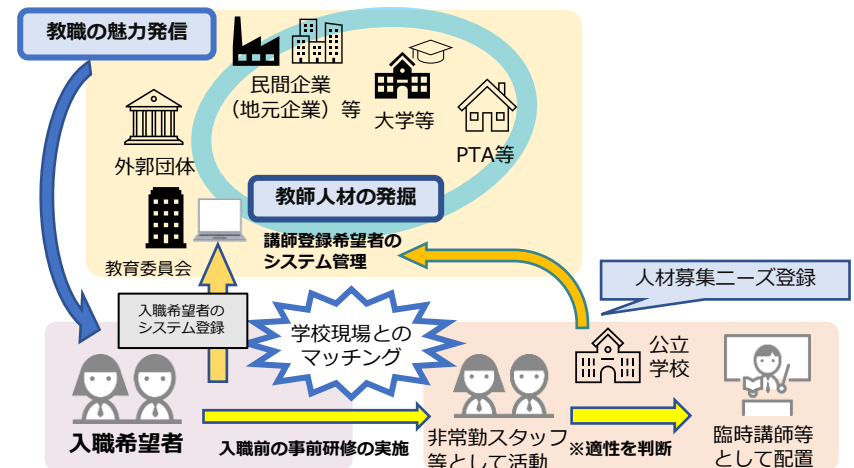 教職の魅力発信
民間企業
（地元企業）等
大学等
PTA等
外郭団体
教師人材の発掘
教育委員会
講師登録希望者の
システム管理
人材募集ニーズ登録
入職希望者の
システム登録
学校現場との
マッチング
公立
学校
入職希望者
入職前の事前研修の実施
非常勤スタッフ
等として活動
※適性を判断
臨時講師等
として配置